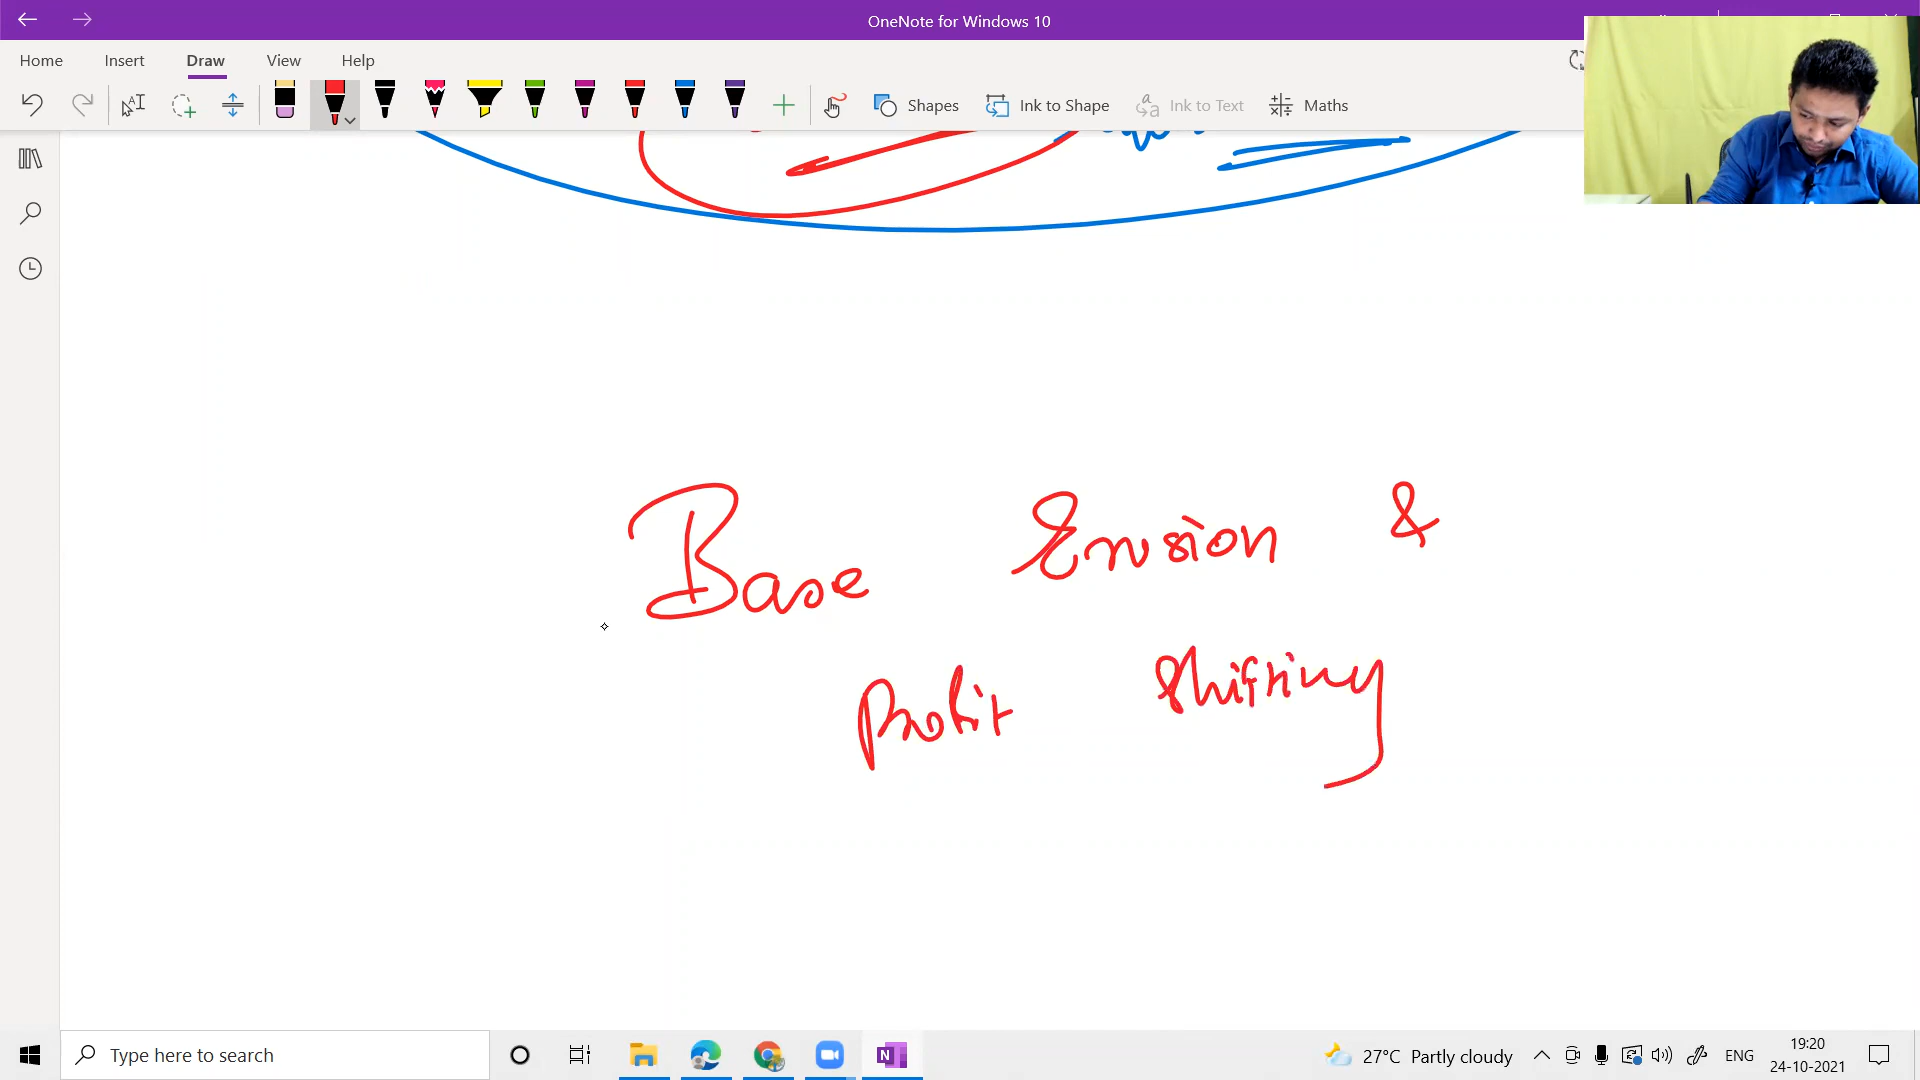 OneNote for Windows 10
Home Insert Draw View Help
Shapes Ink to Shape Ink to Text Maths
Base Erosion &
Profit Shifting
Type here to search
27°C Partly cloudy ENG 19:20
24-10-2021